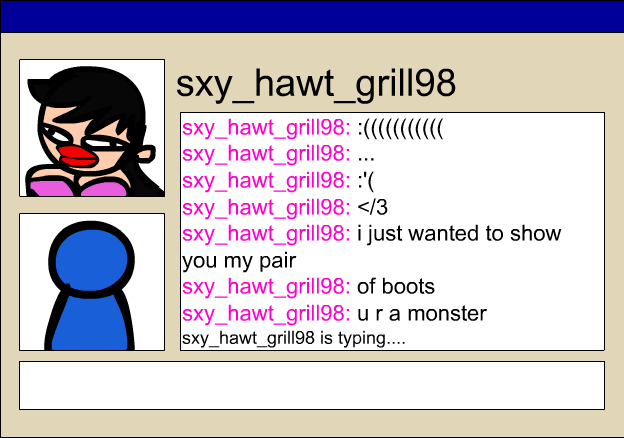 sxy_hawt_grill98
sxy_hawt_grill98: :(((((((((((
sxy_hawt_grill98: ...
sxy_hawt_grill98: :'(
sxy_hawt_grill98: </3
sxy_hawt_grill98: i just wanted to show
you my pair
sxy_hawt_grill98: of boots
sxy_hawt_grill98: u r a monster
sxy_hawt_grill98 is typing....